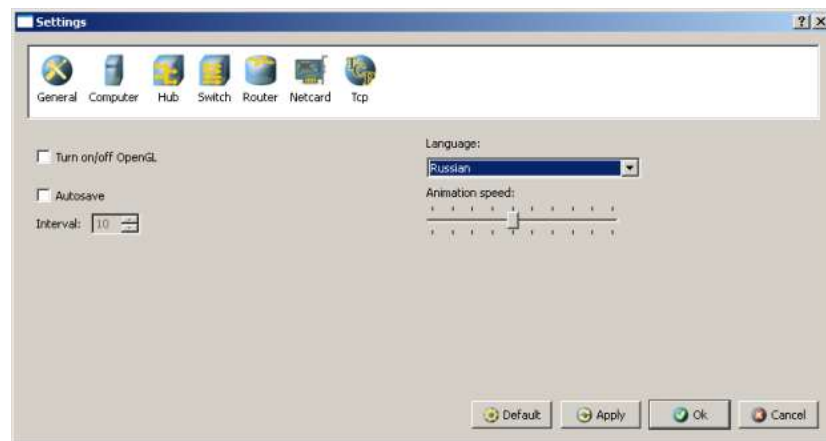 Settings
General Computer Hub Switch Router Netcard Tcp
Turn on/off OpenGL
Autosave
Interval: 10
Language:
Russian
Animation speed:
Default Apply Ok Cancel